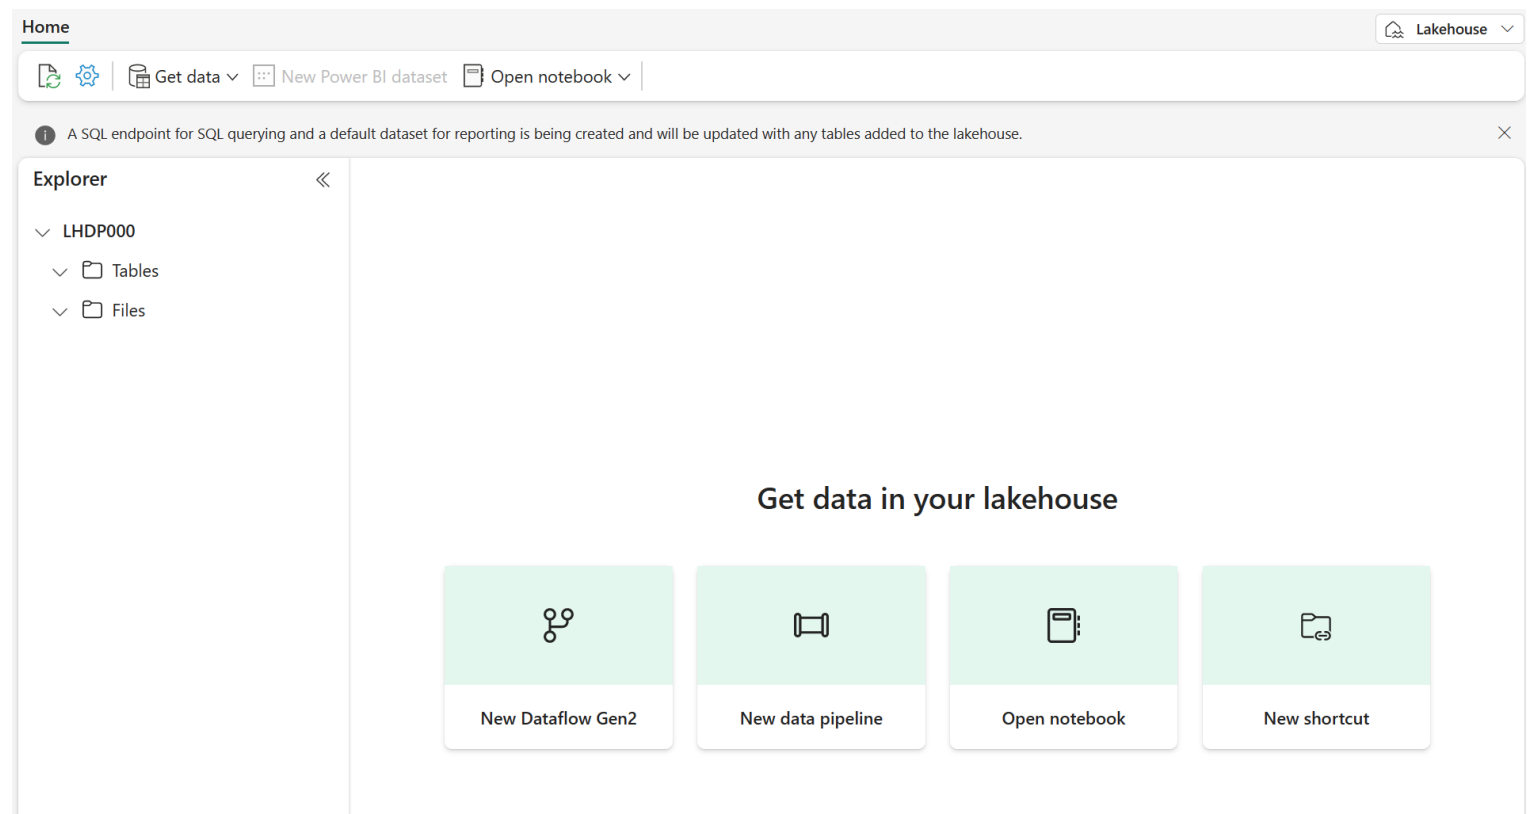 Home
Lakehouse
Get data
New Power BI dataset
Open notebook
A SQL endpoint for SQL querying and a default dataset for reporting is being created and will be updated with any tables added to the lakehouse.
Explorer
LHDP000
Tables
Files
Get data in your lakehouse
New Dataflow Gen2
New data pipeline
Open notebook
New shortcut